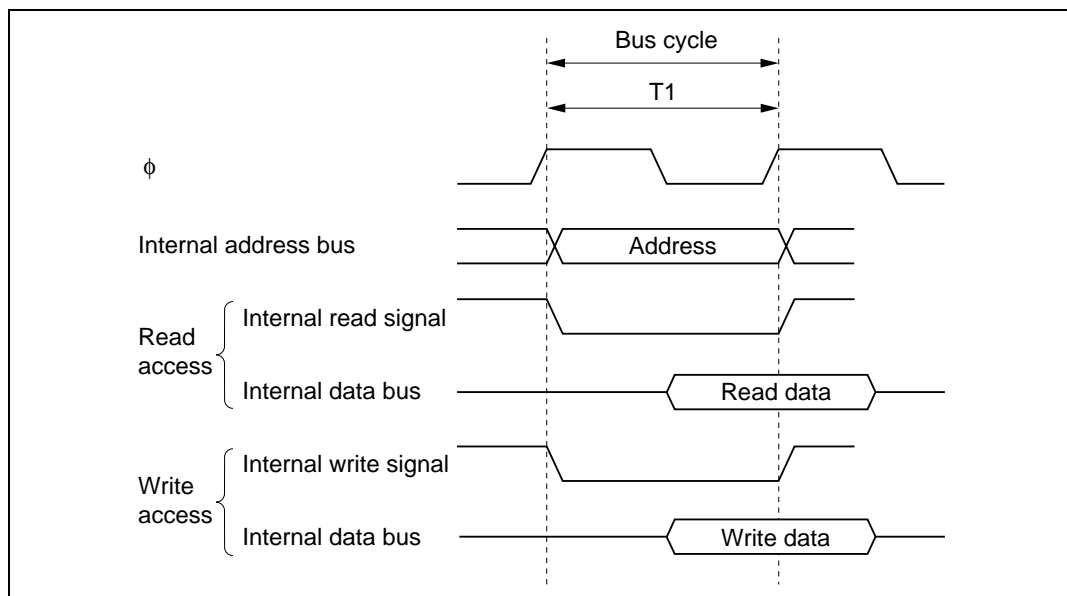 Bus cycle
T1
ϕ
Internal address bus
Address
Read
access
Internal read signal
Internal data bus
Read data
Write
access
Internal write signal
Internal data bus
Write data